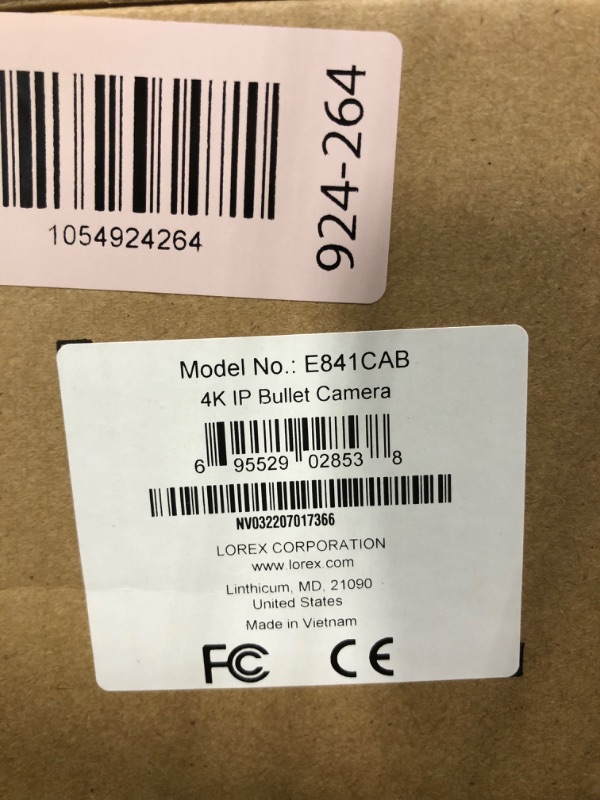 1054924264
924-264
Model No.: E841CAB
4K IP Bullet Camera
6 95529 02853 8
NV032207017366
LOREX CORPORATION
www.lorex.com
Linthicum, MD, 21090
United States
Made in Vietnam
FC CE